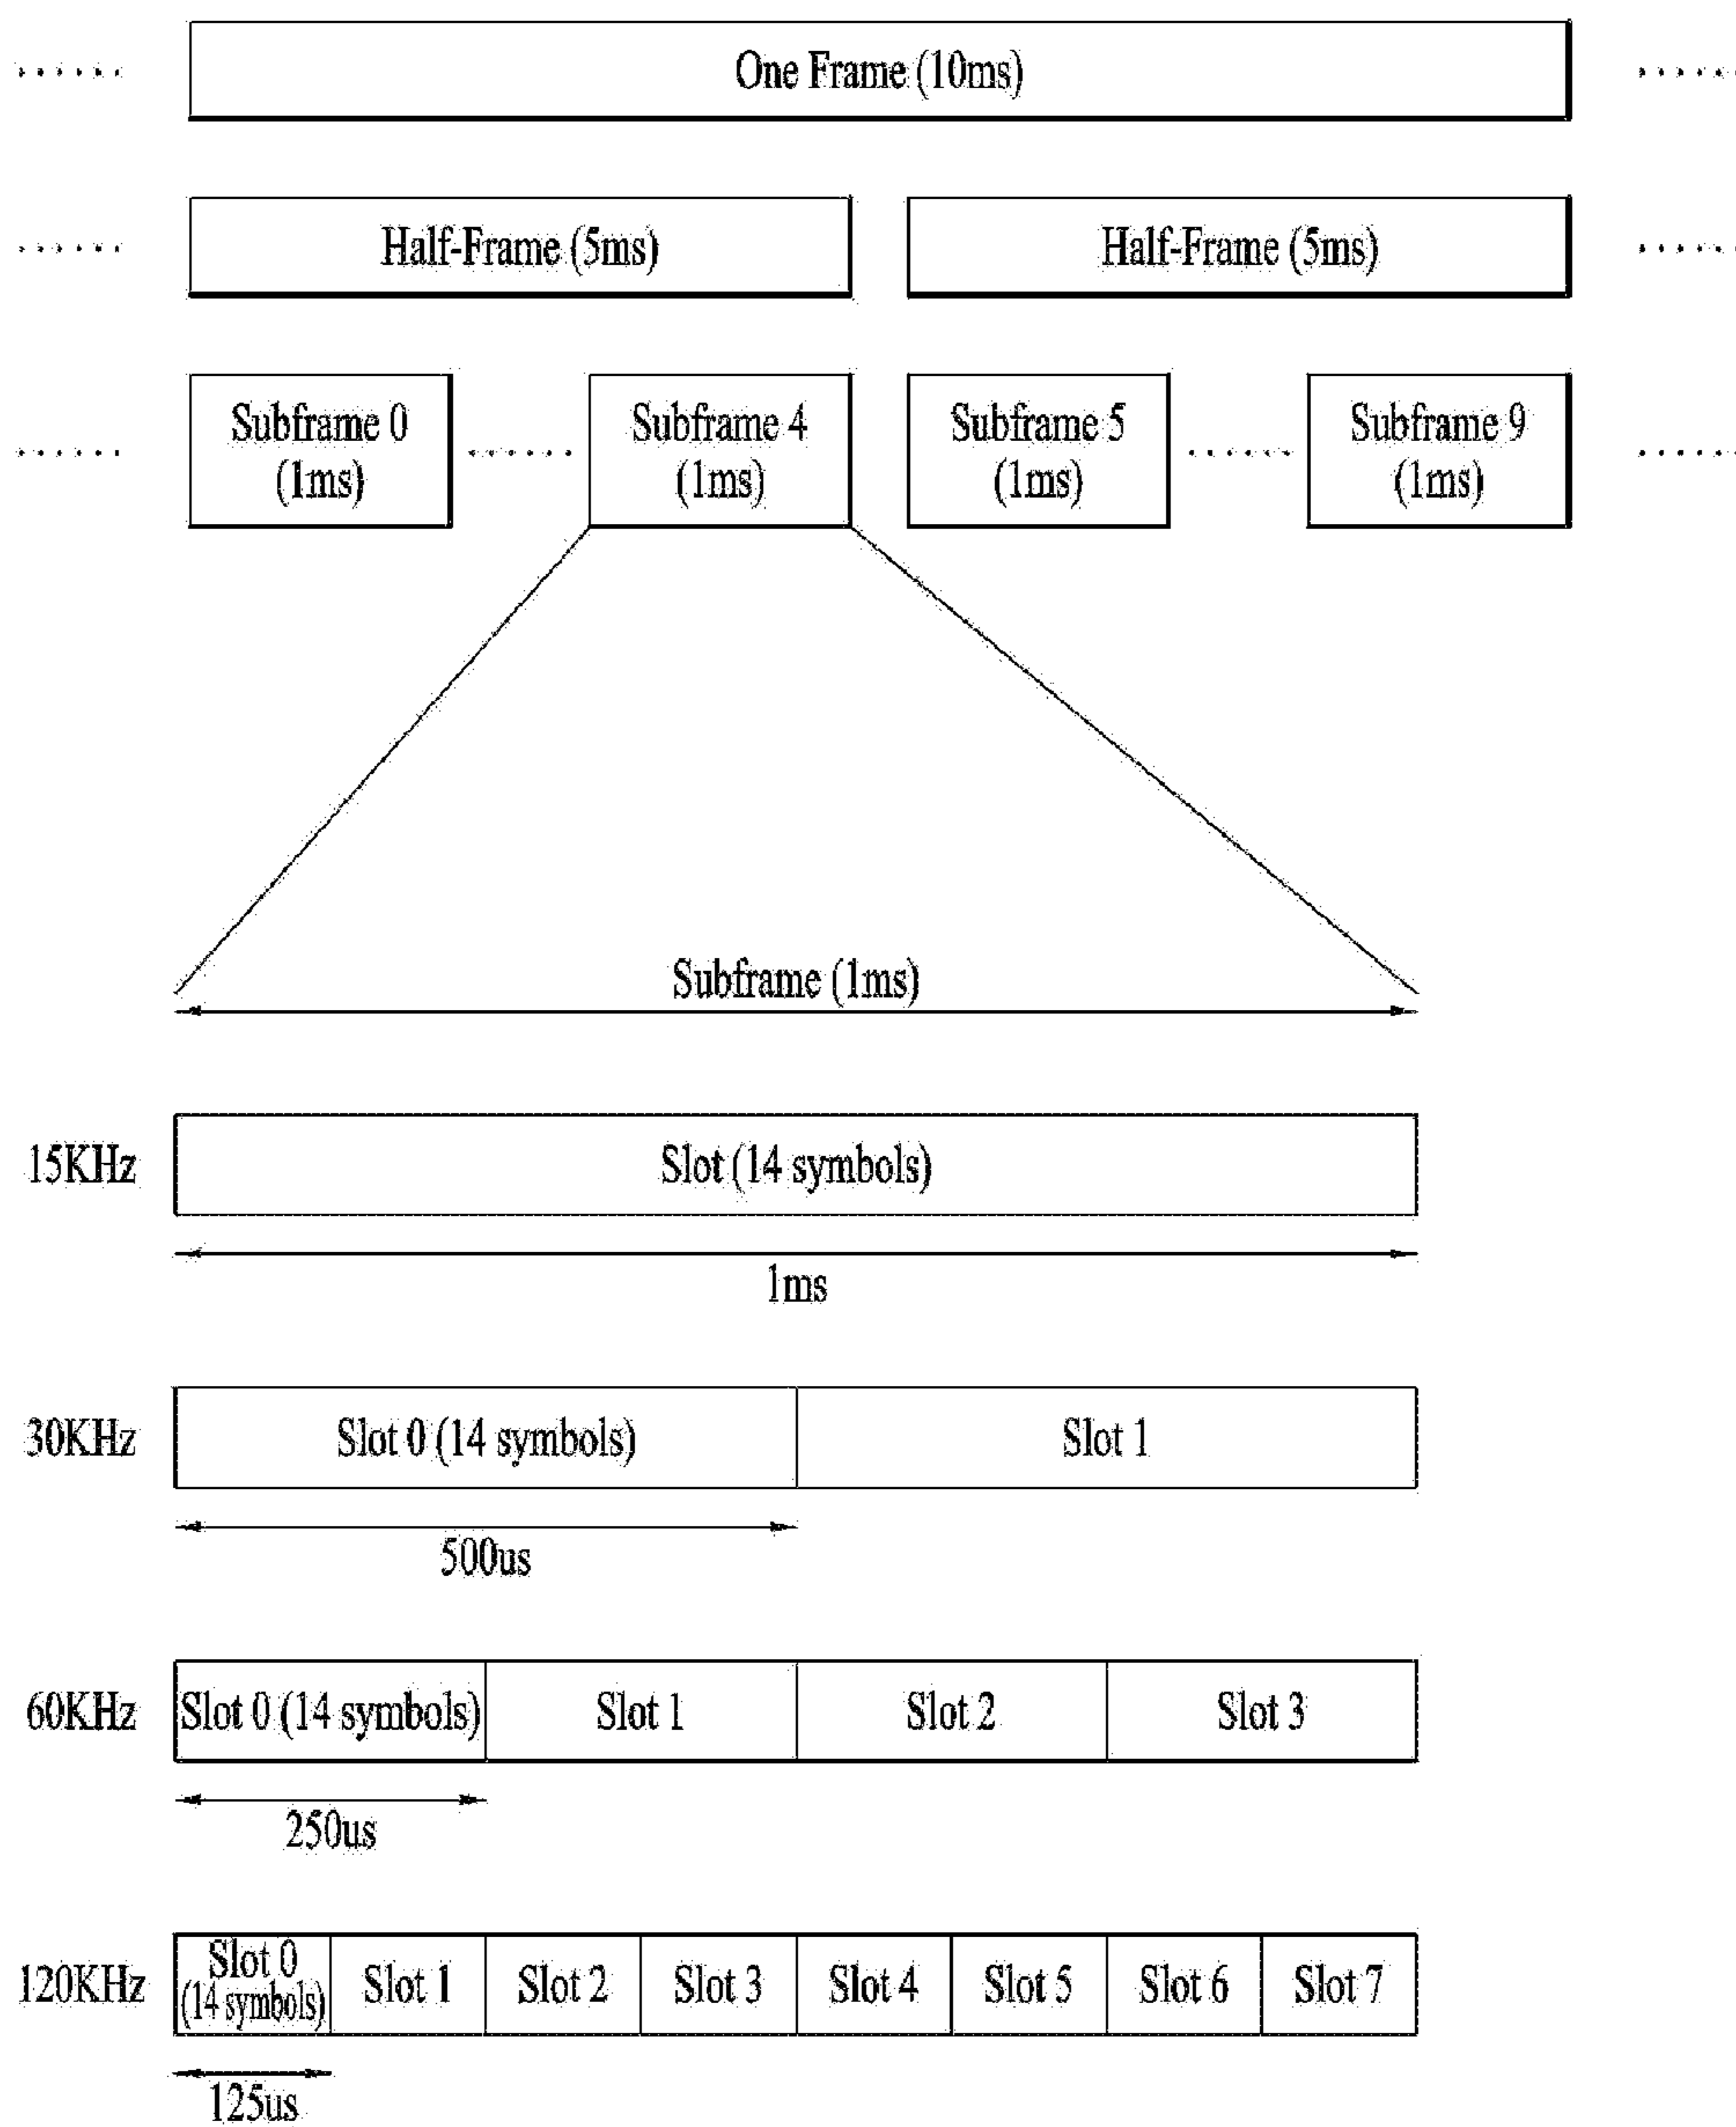 One Frame (10ms)
Half-Frame (5ms)
Half-Frame (5ms)
Subframe 0
(1ms)
Subframe 4
(1ms)
Subframe 5
(1ms)
Subframe 9
(1ms)
Subframe (1ms)
15KHz
Slot (14 symbols)
1ms
30KHz
Slot 0 (14 symbols)
Slot 1
500us
60KHz
Slot 0 (14 symbols)
Slot 1
Slot 2
Slot 3
250us
120KHz
Slot 0
(14 symbols)
Slot 1
Slot 2
Slot 3
Slot 4
Slot 5
Slot 6
Slot 7
125us